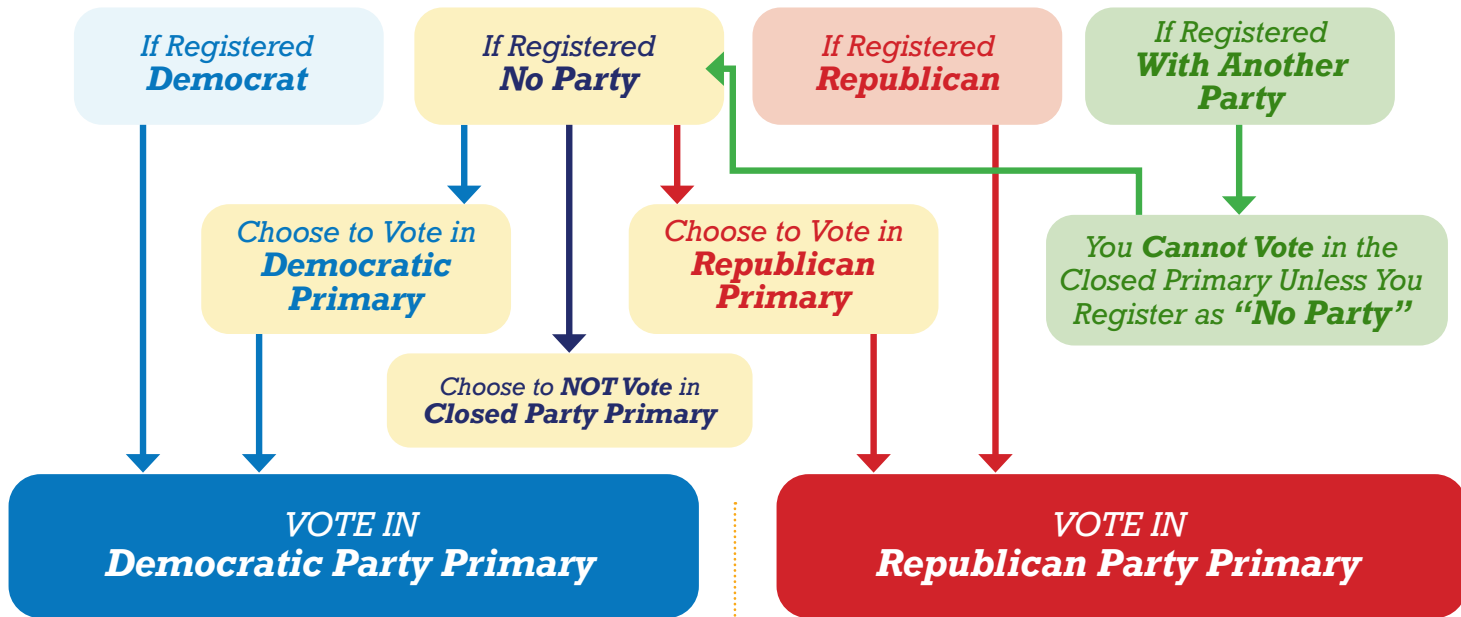 If Registered
Democrat
If Registered
No Party
If Registered
Republican
If Registered
With Another
Party
Choose to Vote in
Democratic
Primary
Choose to Vote in
Republican
Primary
You Cannot Vote in the
Closed Primary Unless You
Register as “No Party”
Choose to NOT Vote in
Closed Party Primary
VOTE IN
Democratic Party Primary
VOTE IN
Republican Party Primary